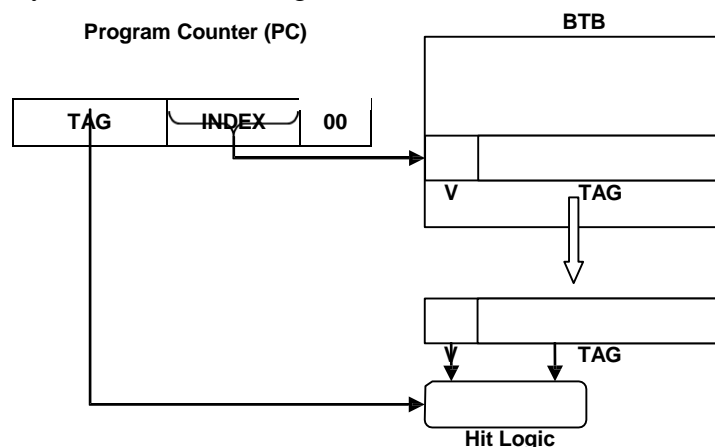 BTB
Program Counter (PC)
TAG INDEX 00
V TAG
V TAG
Hit Logic